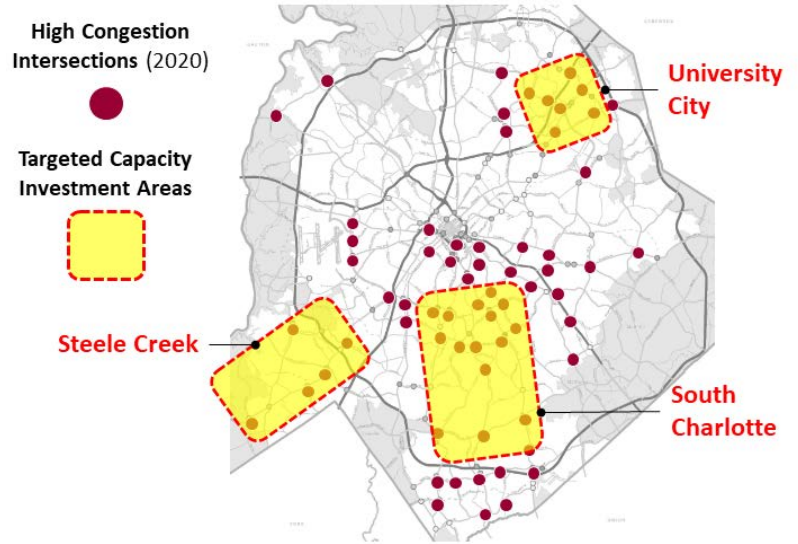 High Congestion
Intersections (2020)
Targeted Capacity
Investment Areas
University
City
Steele Creek
South
Charlotte